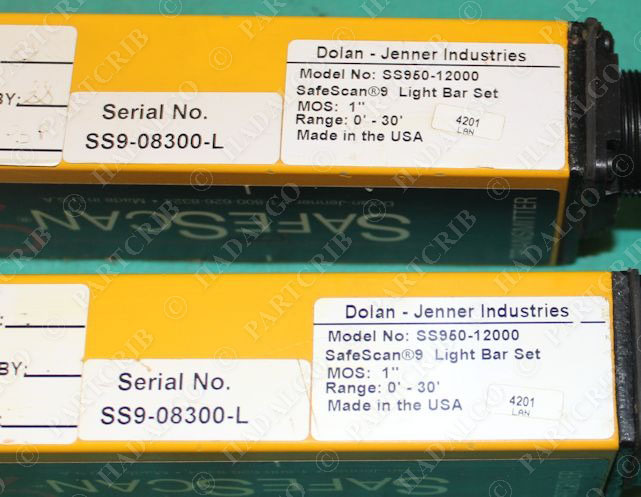 Dolan - Jenner Industries
Model No: SS950-12000
SafeScan®9 Light Bar Set
MOS: 1"
Range: 0' - 30'
Made in the USA
4201
LAN
BY:
Serial No.
SS9-08300-L
SAFESCAN
Dolan - Jenner Industries
Model No: SS950-12000
SafeScan®9 Light Bar Set
MOS: 1"
Range: 0' - 30'
Made in the USA
4201
LAN
BY:
Serial No.
SS9-08300-L
SAFESCAN
© PARTCRIB
HADALGO